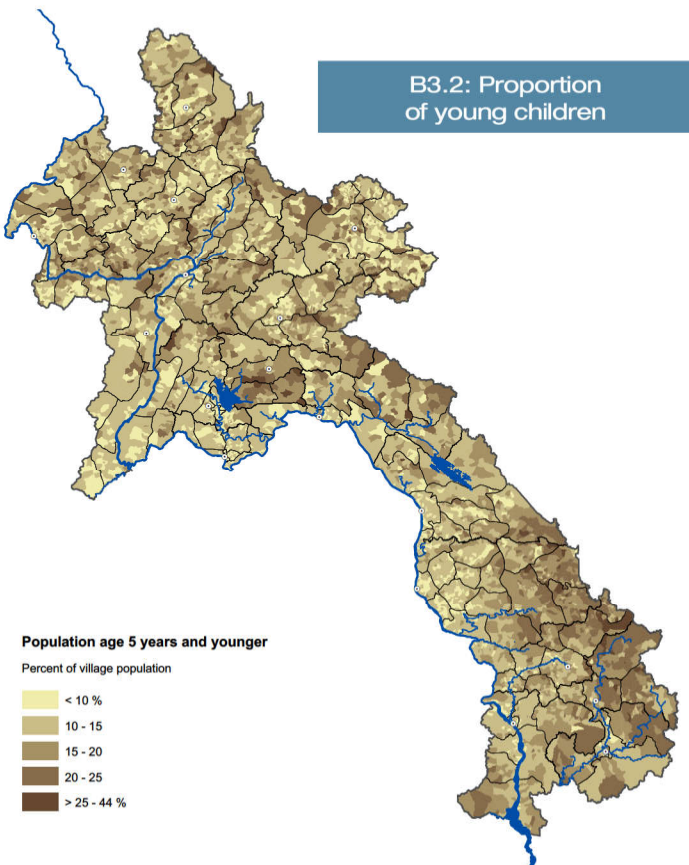 B3.2: Proportion
of young children
Population age 5 years and younger
Percent of village population
< 10 %
10 - 15
15 - 20
20 - 25
> 25 - 44 %